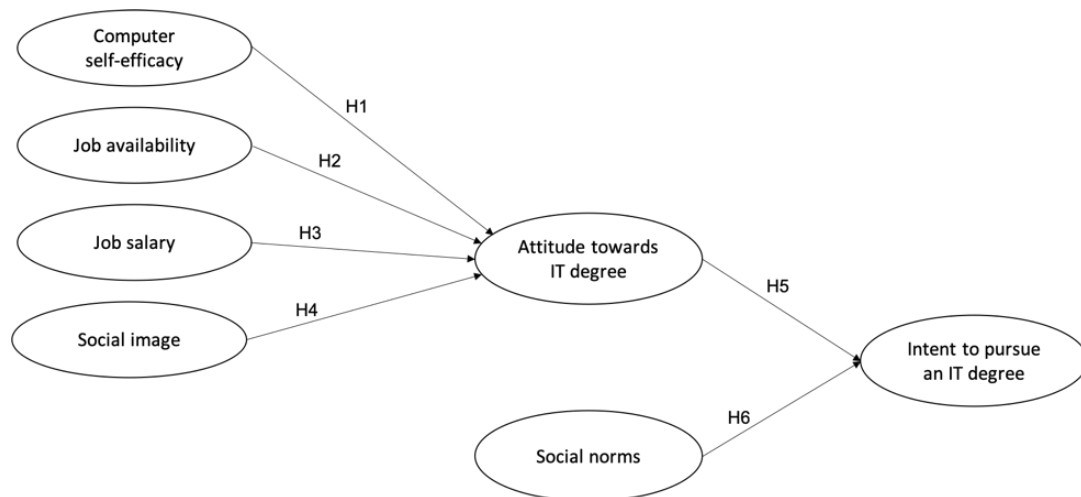 Computer
self-efficacy
H1
Job availability
H2
Job salary
H3
Social image
H4
Attitude towards
IT degree
H5
Intent to pursue
an IT degree
H6
Social norms